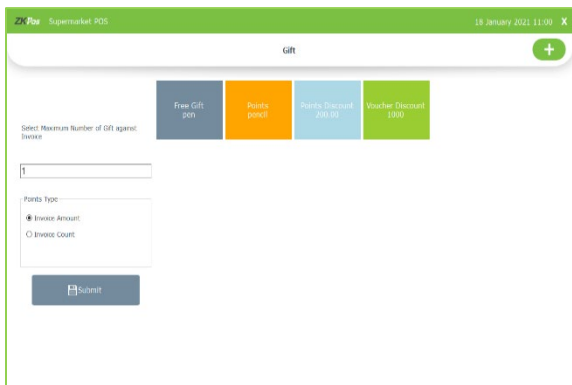 ZKPos Supermarket POS 18 January 2021 11:00 X
Gift
+
Free Gift
pen
Points
pencil
Points Discount
200.00
Voucher Discount
1000
Select Maximum Number of Gift against
Invoice
1
Points Type
Invoice Amount
Invoice Count
Submit